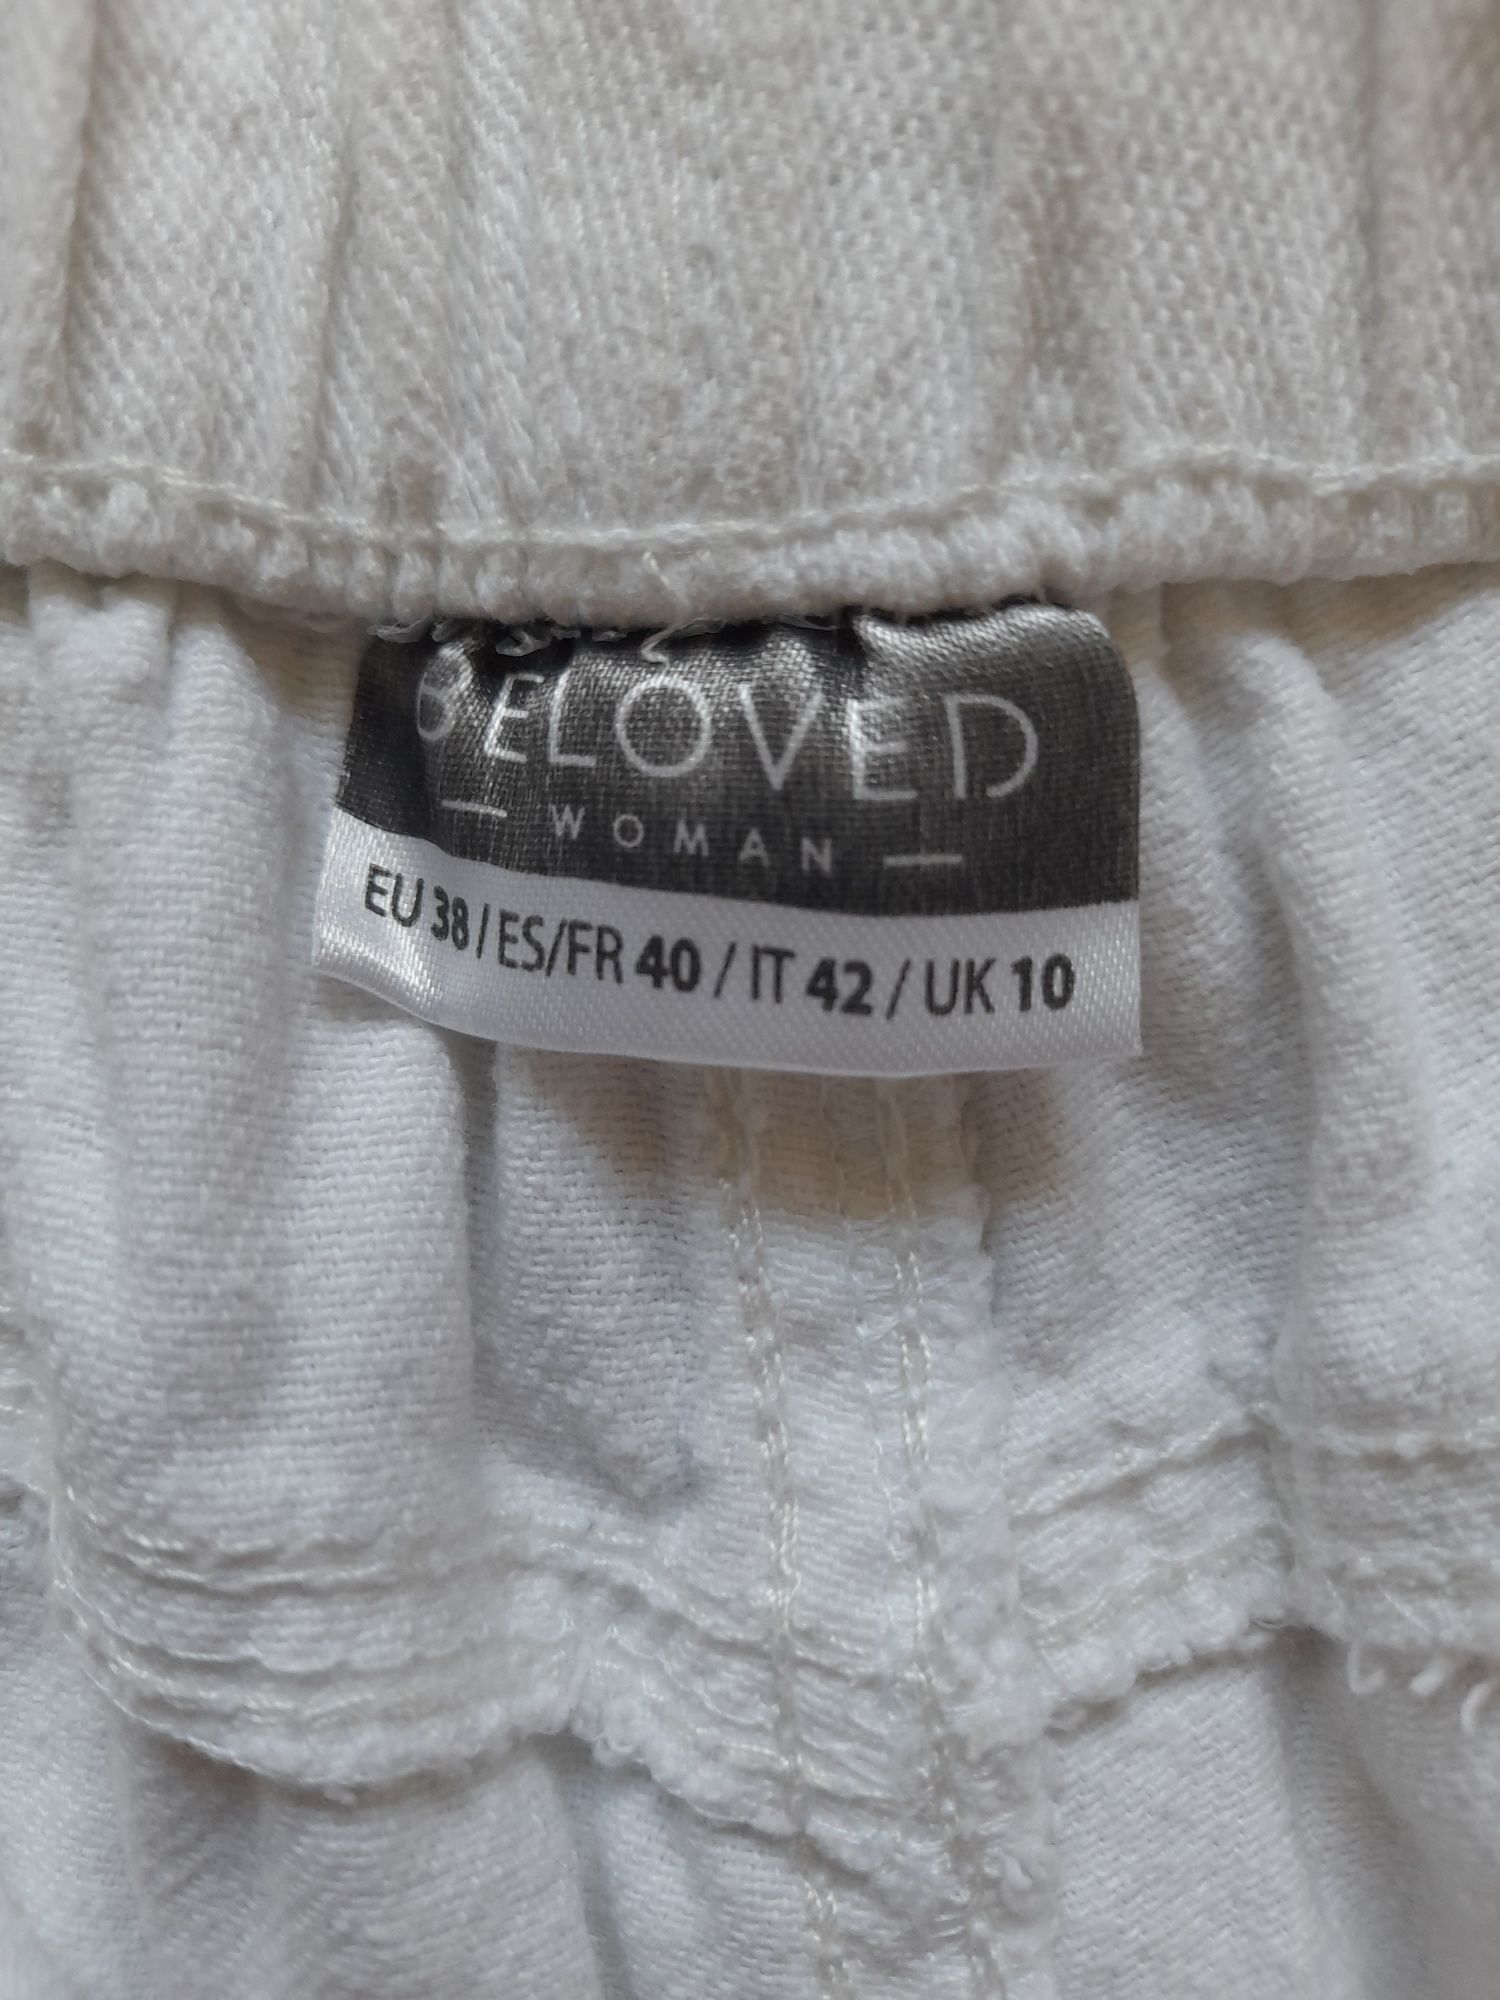 BELOVED
— WOMAN —
EU 38 / ES/FR 40 / IT 42 / UK 10